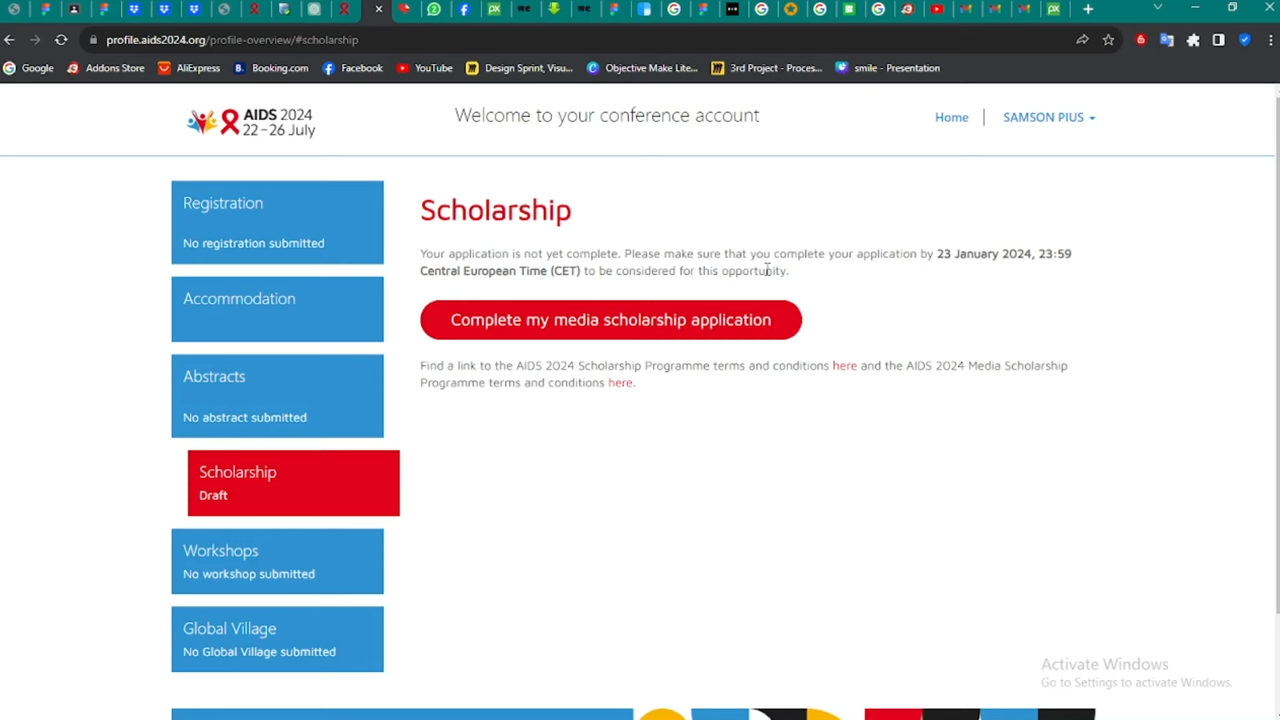 profile.aids2024.org/profile-overview/#scholarship
Google
Addons Store
AliExpress
Booking.com
Facebook
YouTube
Design Sprint, Visu...
Objective Make Lite...
3rd Project - Proces...
smile - Presentation
AIDS 2024
22-26 July
Welcome to your conference account
Home
SAMSON PIUS
Registration
No registration submitted
Accommodation
Abstracts
No abstract submitted
Scholarship
Draft
Workshops
No workshop submitted
Global Village
No Global Village submitted
Scholarship
Your application is not yet complete. Please make sure that you complete your application by 23 January 2024, 23:59
Central European Time (CET) to be considered for this opportunity.
Complete my media scholarship application
Find a link to the AIDS 2024 Scholarship Programme terms and conditions here and the AIDS 2024 Media Scholarship
Programme terms and conditions here.
Activate Windows
Go to Settings to activate Windows.